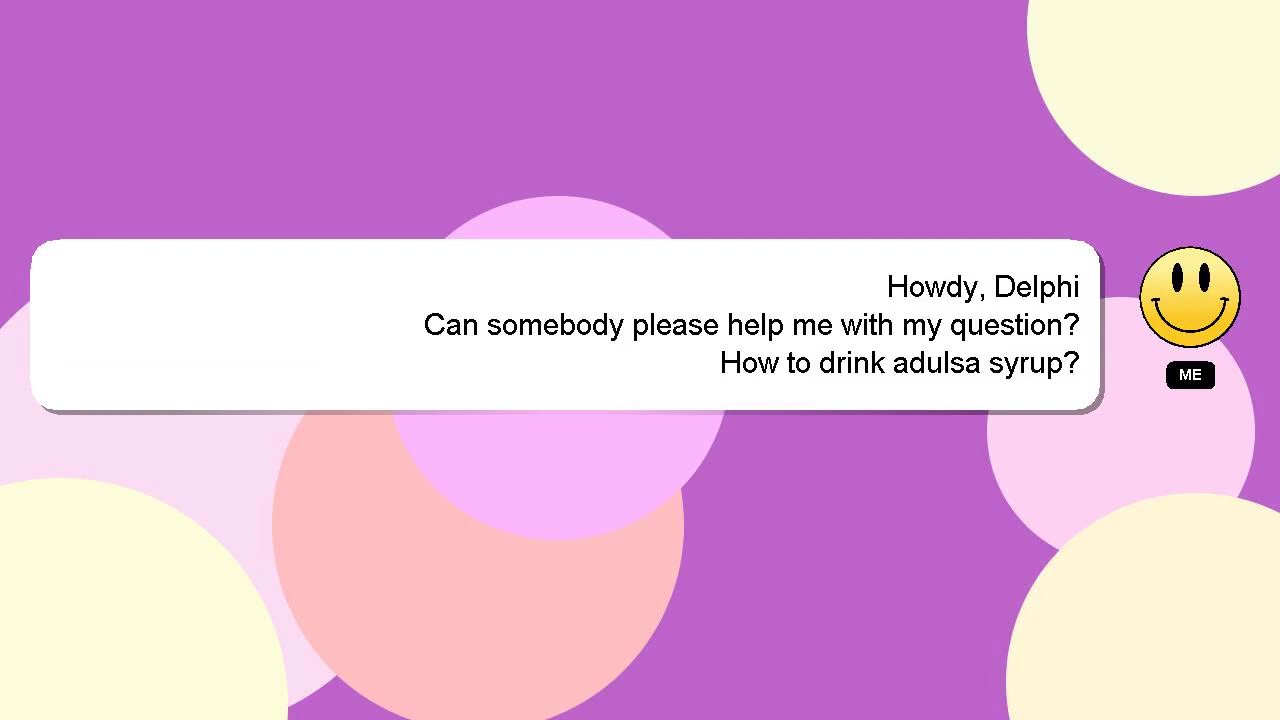 Howdy, Delphi
Can somebody please help me with my question?
How to drink adulsa syrup?
ME